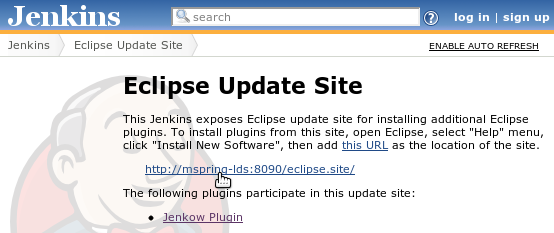 Jenkins search ? log in | sign up
Jenkins Eclipse Update Site ENABLE AUTO REFRESH
Eclipse Update Site
This Jenkins exposes Eclipse update site for installing additional Eclipse
plugins. To install plugins from this site, open Eclipse, select "Help" menu,
click "Install New Software", then add this URL as the location of the site.
http://mspring-lds:8090/eclipse.site/
The following plugins participate in this update site:
• Jenkow Plugin